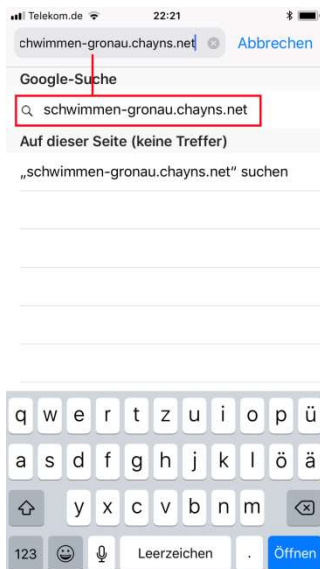 Telekom.de 22:21
chwimmen-gronau.chayns.net Abbrechen
Google-Suche
schwimmen-gronau.chayns.net
Auf dieser Seite (keine Treffer)
„schwimmen-gronau.chayns.net“ suchen
q w e r t z u i o p ü
a s d f g h j k l ö ä
y x c v b n m
123 Leerzeichen . Öffnen